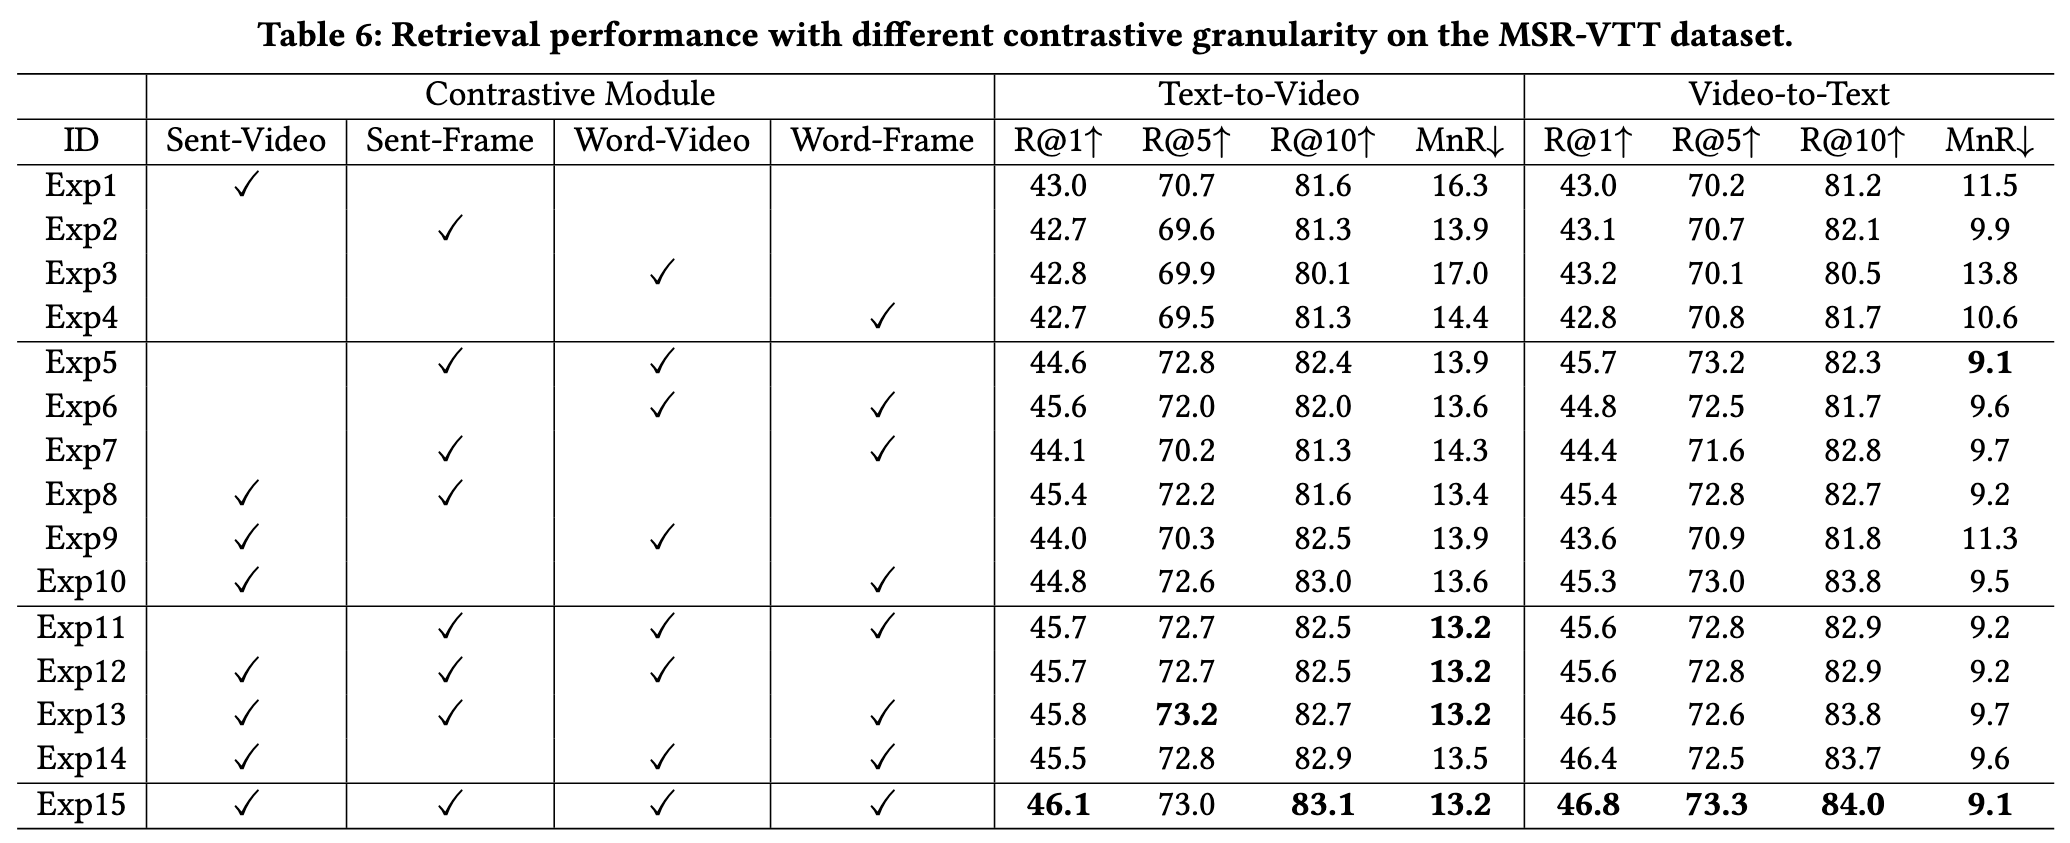 Table 6: Retrieval performance with different contrastive granularity on the MSR-VTT dataset.
Contrastive Module Text-to-Video Video-to-Text
ID Sent-Video Sent-Frame Word-Video Word-Frame R@1↑ R@5↑ R@10↑ MnR↓ R@1↑ R@5↑ R@10↑ MnR↓
Exp1 ✓ 43.0 70.7 81.6 16.3 43.0 70.2 81.2 11.5
Exp2 ✓ 42.7 69.6 81.3 13.9 43.1 70.7 82.1 9.9
Exp3 ✓ 42.8 69.9 80.1 17.0 43.2 70.1 80.5 13.8
Exp4 ✓ 42.7 69.5 81.3 14.4 42.8 70.8 81.7 10.6
Exp5 ✓ ✓ 44.6 72.8 82.4 13.9 45.7 73.2 82.3 9.1
Exp6 ✓ ✓ 45.6 72.0 82.0 13.6 44.8 72.5 81.7 9.6
Exp7 ✓ ✓ 44.1 70.2 81.3 14.3 44.4 71.6 82.8 9.7
Exp8 ✓ ✓ 45.4 72.2 81.6 13.4 45.4 72.8 82.7 9.2
Exp9 ✓ ✓ 44.0 70.3 82.5 13.9 43.6 70.9 81.8 11.3
Exp10 ✓ ✓ 44.8 72.6 83.0 13.6 45.3 73.0 83.8 9.5
Exp11 ✓ ✓ ✓ 45.7 72.7 82.5 13.2 45.6 72.8 82.9 9.2
Exp12 ✓ ✓ ✓ 45.7 72.7 82.5 13.2 45.6 72.8 82.9 9.2
Exp13 ✓ ✓ ✓ 45.8 73.2 82.7 13.2 46.5 72.6 83.8 9.7
Exp14 ✓ ✓ ✓ 45.5 72.8 82.9 13.5 46.4 72.5 83.7 9.6
Exp15 ✓ ✓ ✓ ✓ 46.1 73.0 83.1 13.2 46.8 73.3 84.0 9.1